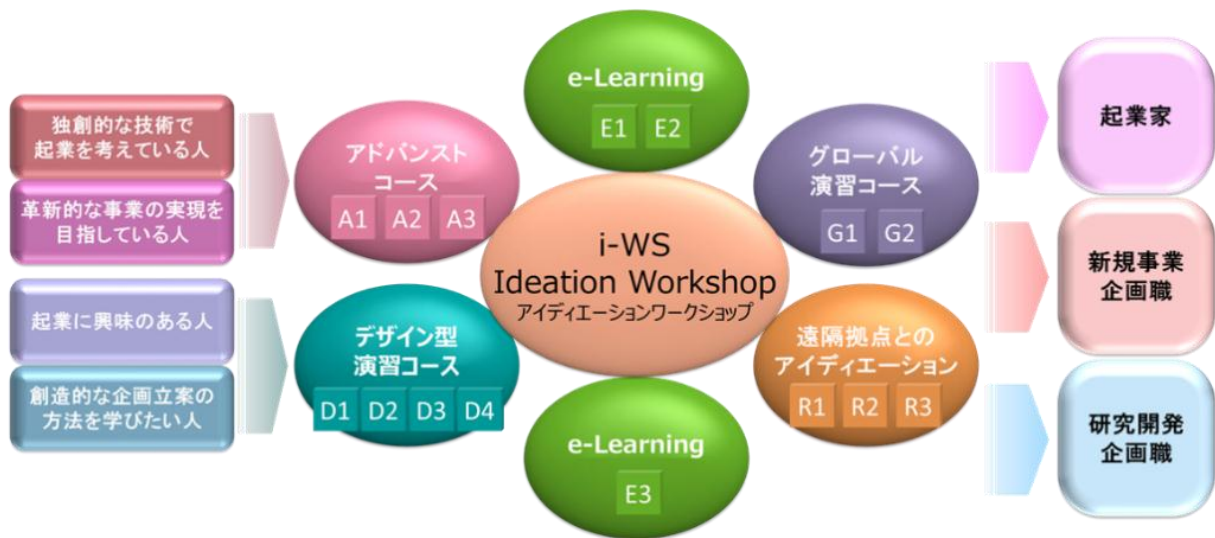 独創的な技術で
起業を考えている人
革新的な事業の実現を
目指している人
起業に興味のある人
創造的な企画立案の
方法を学びたい人
アドバンスト
コース
A1 A2 A3
デザイン型
演習コース
D1 D2 D3 D4
e-Learning
E1 E2
i-WS
Ideation Workshop
アイディエーションワークショップ
e-Learning
E3
グローバル
演習コース
G1 G2
遠隔拠点との
アイディエーション
R1 R2 R3
起業家
新規事業
企画職
研究開発
企画職